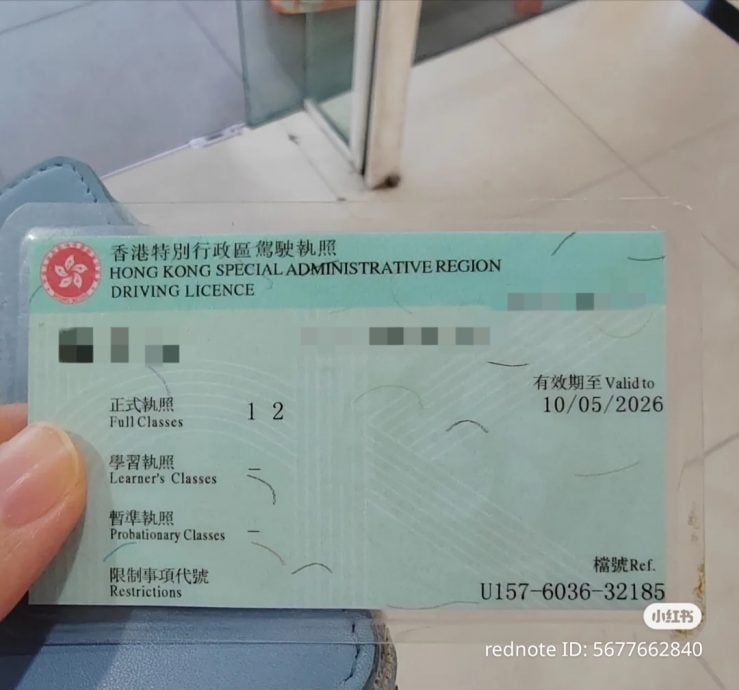 香港特別行政區駕駛執照
HONG KONG SPECIAL ADMINISTRATIVE REGION
DRIVING LICENCE
有效期至 Valid to
10/05/2026
正式執照 1 2
Full Classes
學習執照 –
Learner's Classes
暫準執照 –
Probationary Classes
限制事項代號
Restrictions
檔號Ref.
U157-6036-32185
小红书
rednote ID: 5677662840